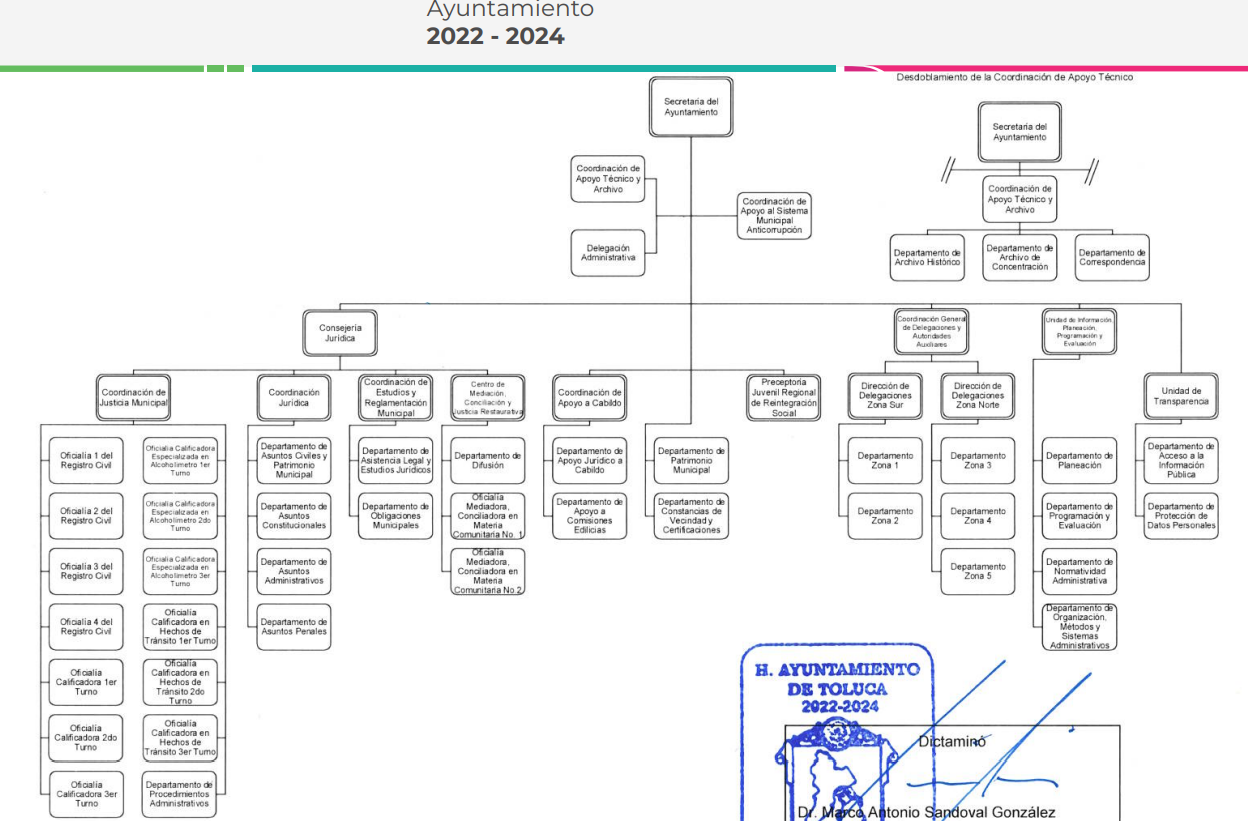 Ayuntamiento
2022 - 2024
Desdoblamiento de la Coordinación de Apoyo Técnico
Secretaria del
Ayuntamiento
Secretaria del
Ayuntamiento
Coordinación de
Apoyo Técnico y
Archivo
Coordinación de
Apoyo al Sistema
Municipal
Anticorrupción
Delegación
Administrativa
Coordinación de
Apoyo Técnico y
Archivo
Departamento de
Archivo Histórico
Departamento de
Archivo de
Concentración
Departamento de
Correspondencia
Consejería
Jurídica
Coordinación General
de Delegaciones y
Autoridades
Auxiliares
Unidad de Información,
Planeación,
Programación y
Evaluación
Coordinación de
Justicia Municipal
Coordinación
Jurídica
Coordinación de
Estudios y
Reglamentación
Municipal
Centro de
Mediación,
Conciliación y
Justicia Restaurativa
Coordinación de
Apoyo a Cabildo
Preceptoría
Juvenil Regional
de Reintegración
Social
Dirección de
Delegaciones
Zona Sur
Dirección de
Delegaciones
Zona Norte
Unidad de
Transparencia
Oficialía 1 del
Registro Civil
Oficialía Calificadora
Especializada en
Alcoholímetro 1er
Turno
Departamento de
Asuntos Civiles y
Patrimonio
Municipal
Departamento de
Asistencia Legal y
Estudios Jurídicos
Departamento de
Difusión
Departamento de
Apoyo Jurídico a
Cabildo
Departamento de
Patrimonio
Municipal
Departamento
Zona 1
Departamento
Zona 3
Departamento de
Planeación
Departamento de
Acceso a la
Información
Pública
Oficialía 2 del
Registro Civil
Oficialía Calificadora
Especializada en
Alcoholímetro 2do
Turno
Departamento de
Asuntos
Constitucionales
Departamento de
Obligaciones
Municipales
Oficialía
Mediadora,
Conciliadora en
Materia
Comunitaria No. 1
Departamento de
Apoyo a
Comisiones
Edilicias
Departamento de
Constancias de
Vecindad y
Certificaciones
Departamento
Zona 2
Departamento
Zona 4
Departamento de
Programación y
Evaluación
Departamento de
Protección de
Datos Personales
Oficialía 3 del
Registro Civil
Oficialía Calificadora
Especializada en
Alcoholímetro 3er
Turno
Departamento de
Asuntos
Administrativos
Oficialía
Mediadora,
Conciliadora en
Materia
Comunitaria No.2
Departamento
Zona 5
Departamento de
Normatividad
Administrativa
Oficialía 4 del
Registro Civil
Oficialía
Calificadora en
Hechos de
Tránsito 1er Turno
Departamento de
Asuntos Penales
Departamento de
Organización,
Métodos y
Sistemas
Administrativos
Oficialía
Calificadora 1er
Turno
Oficialía
Calificadora en
Hechos de
Tránsito 2do
Turno
Oficialía
Calificadora 2do
Turno
Oficialía
Calificadora en
Hechos de
Tránsito 3er Turno
Oficialía
Calificadora 3er
Turno
Departamento de
Procedimientos
Administrativos
H. AYUNTAMIENTO
DE TOLUCA
2022-2024
Dictaminó
Dr. Marco Antonio Sandoval González